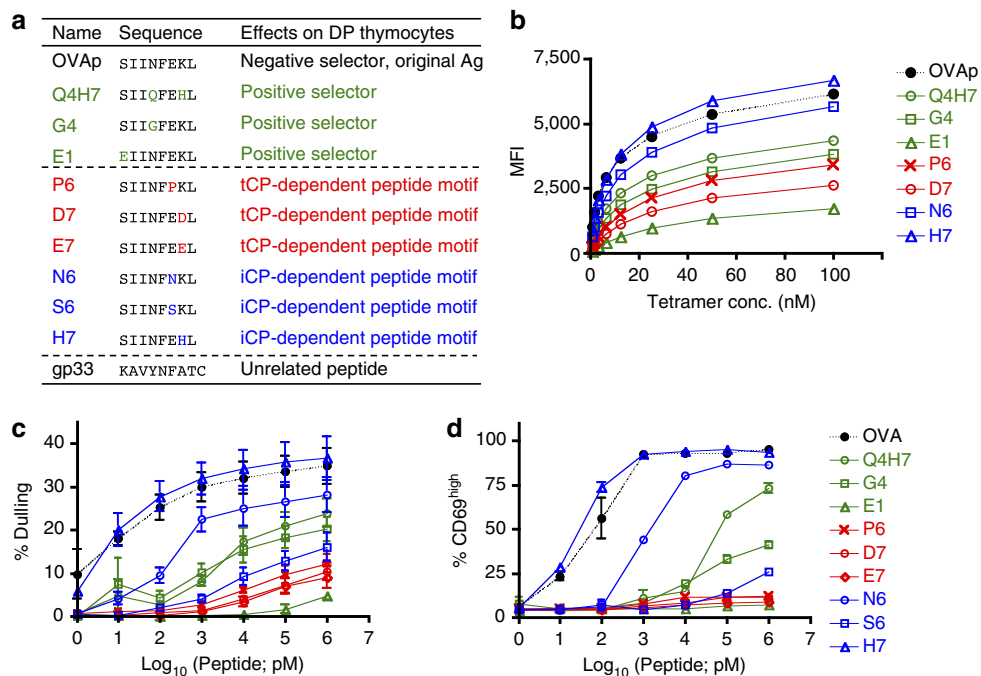 a
Name Sequence Effects on DP thymocytes
OVAp SIINFEKL Negative selector, original Ag
Q4H7 SIIQFEHL Positive selector
G4 SIIGFEKL Positive selector
E1 EIINFEKL Positive selector
P6 SIINFPKL tCP-dependent peptide motif
D7 SIINFEDL tCP-dependent peptide motif
E7 SIINFEEL tCP-dependent peptide motif
N6 SIINFNKL iCP-dependent peptide motif
S6 SIINFSKL iCP-dependent peptide motif
H7 SIINFEHL iCP-dependent peptide motif
gp33 KAVYNFATC Unrelated peptide
b
MFI
7,500
5,000
2,500
0
0 20 40 60 80 100
Tetramer conc. (nM)
OVAp
Q4H7
G4
E1
P6
D7
N6
H7
c
% Dulling
40
30
20
10
0
0 1 2 3 4 5 6 7
Log10 (Peptide; pM)
d
% CD69high
100
75
50
25
0
0 1 2 3 4 5 6 7
Log10 (Peptide; pM)
OVA
Q4H7
G4
E1
P6
D7
E7
N6
S6
H7